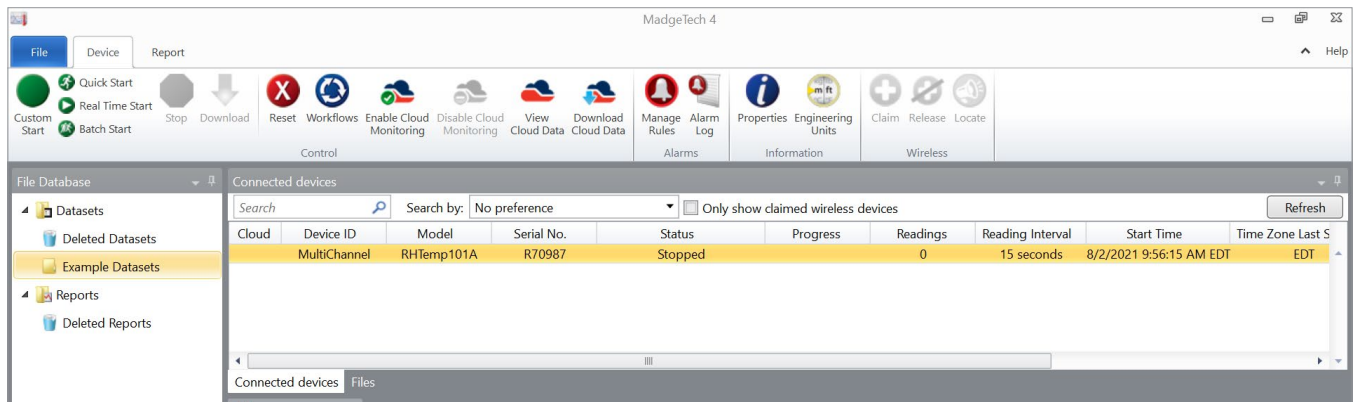 MadgeTech 4
File Device Report Help
Custom Start
Quick Start
Real Time Start
Batch Start
Stop
Download
Reset
Workflows
Enable Cloud Monitoring
Disable Cloud Monitoring
View Cloud Data
Download Cloud Data
Manage Rules
Alarm Log
Properties
Engineering Units
Claim
Release
Locate
Control Alarms Information Wireless
File Database
Datasets
Deleted Datasets
Example Datasets
Reports
Deleted Reports
Connected devices
Search Search by: No preference Only show claimed wireless devices Refresh
Cloud Device ID Model Serial No. Status Progress Readings Reading Interval Start Time Time Zone Last S
MultiChannel RHTemp101A R70987 Stopped 0 15 seconds 8/2/2021 9:56:15 AM EDT EDT
Connected devices Files